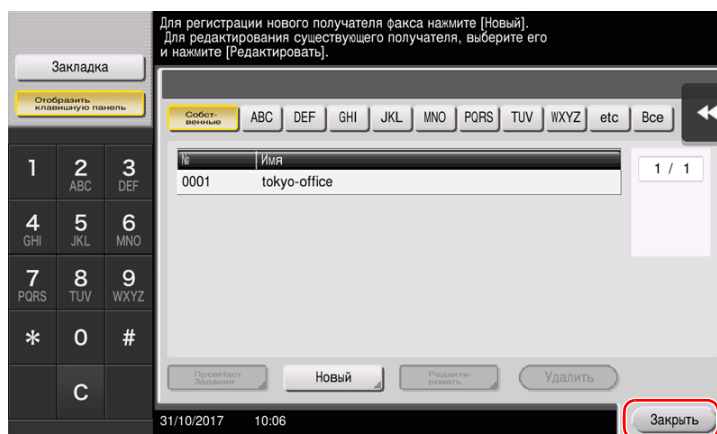 Для регистрации нового получателя факса нажмите [Новый].
Для редактирования существующего получателя, выберите его
и нажмите [Редактировать].
Закладка
Отобразить
клавишную панель
Собст-
венные
ABC
DEF
GHI
JKL
MNO
PQRS
TUV
WXYZ
etc
Все
№ Имя
0001 tokyo-office
1 / 1
1
2
ABC
3
DEF
4
GHI
5
JKL
6
MNO
7
PQRS
8
TUV
9
WXYZ
*
0
#
C
ПровНаст
Задания
Новый
Редакти-
ровать
Удалить
31/10/2017 10:06
Закрыть